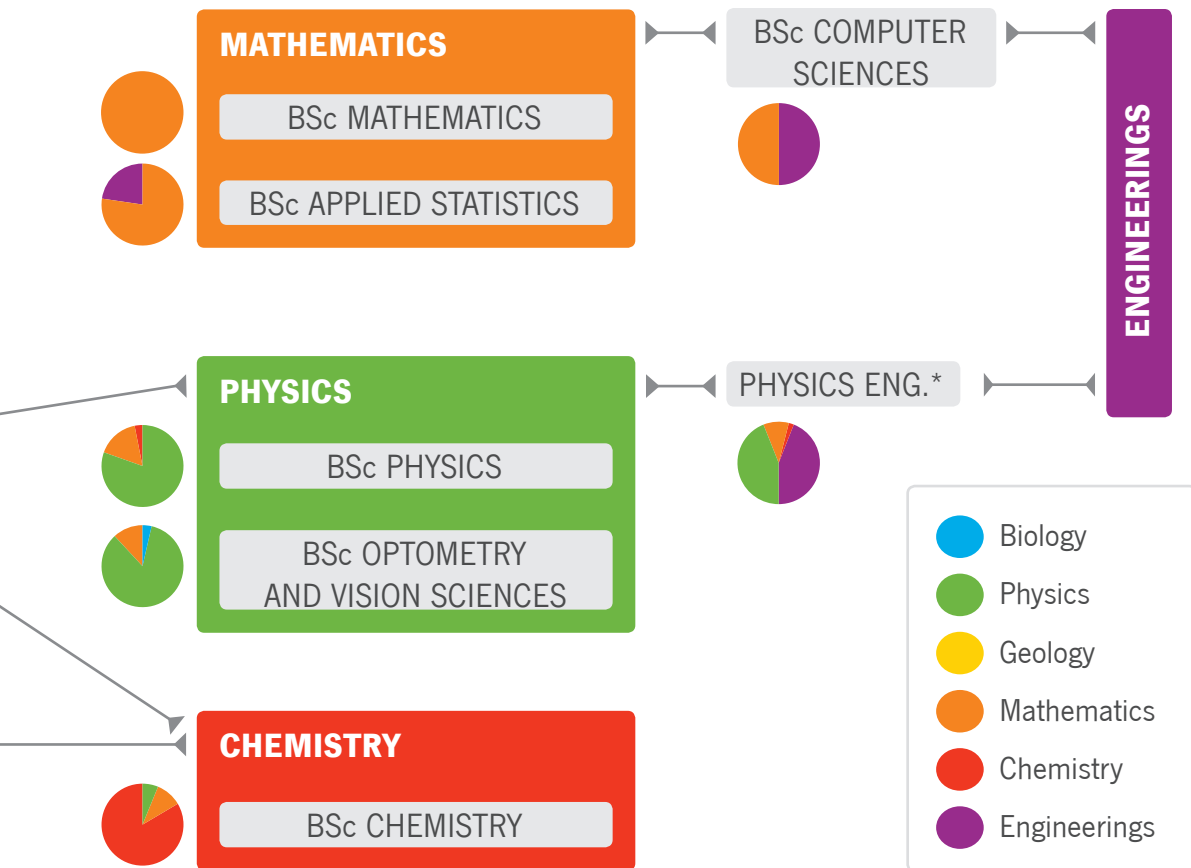 MATHEMATICS
BSc MATHEMATICS
BSc APPLIED STATISTICS
BSc COMPUTER
SCIENCES
ENGINEERINGS
PHYSICS
BSc PHYSICS
BSc OPTOMETRY
AND VISION SCIENCES
PHYSICS ENG.*
CHEMISTRY
BSc CHEMISTRY
Biology
Physics
Geology
Mathematics
Chemistry
Engineerings